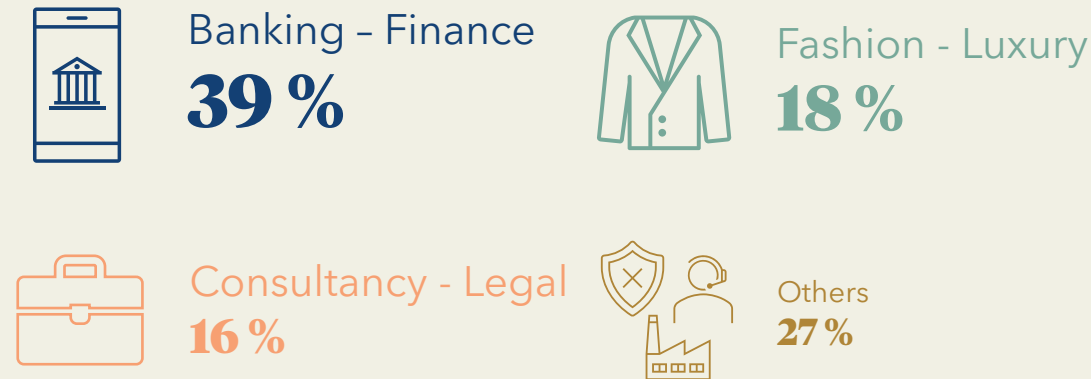 Banking – Finance
39 %
Fashion - Luxury
18 %
Consultancy - Legal
16 %
Others
27 %